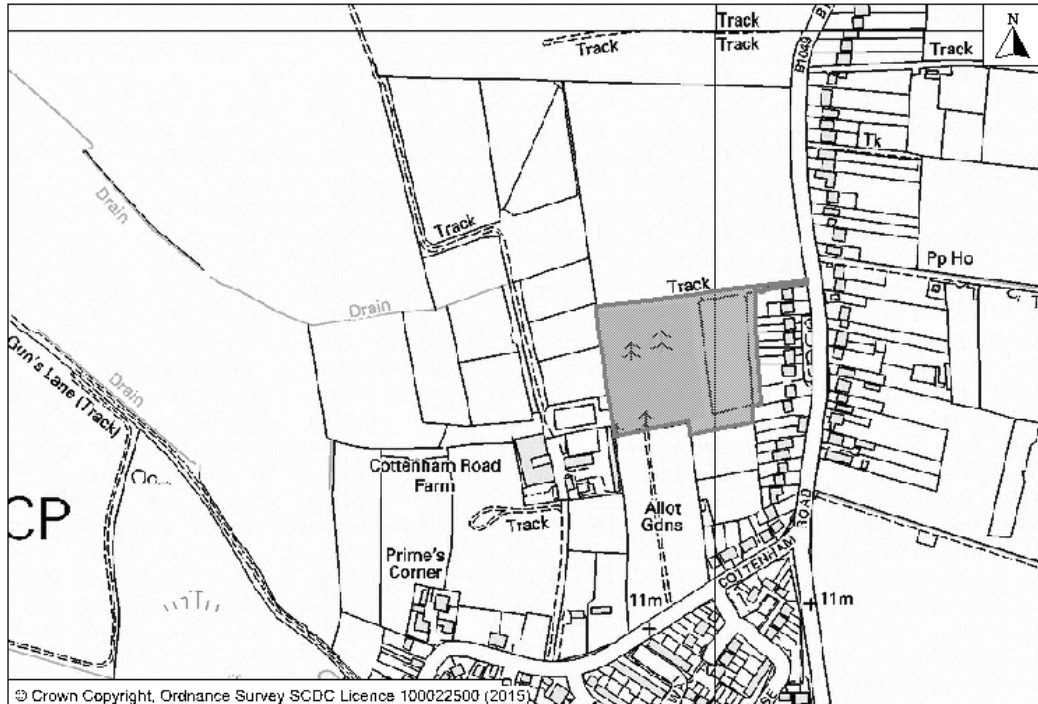 Track
Track
Track
N
B1049
B
Track
Tk
Drain
Track
Pp Ho
Track
Drain
Gun's Lane (Track)
Drain
Cottenham Road
Farm
CP
Track
Allot
Gdns
ROAD
COTTENHAM
Prime's
Corner
11m
11m
© Crown Copyright, Ordnance Survey SCDC Licence 100022500 (2015)